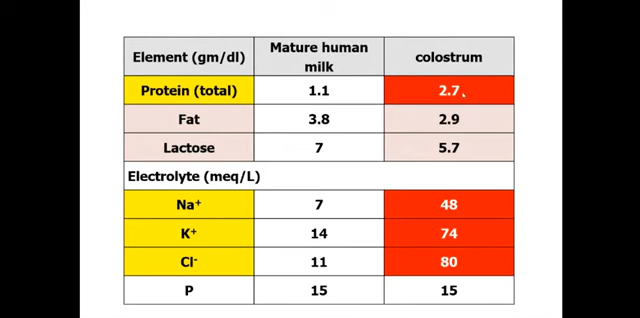 Element (gm/dl) Mature human milk colostrum
Protein (total) 1.1 2.7
Fat 3.8 2.9
Lactose 7 5.7
Electrolyte (meq/L)
Na⁺ 7 48
K⁺ 14 74
Cl⁻ 11 80
P 15 15